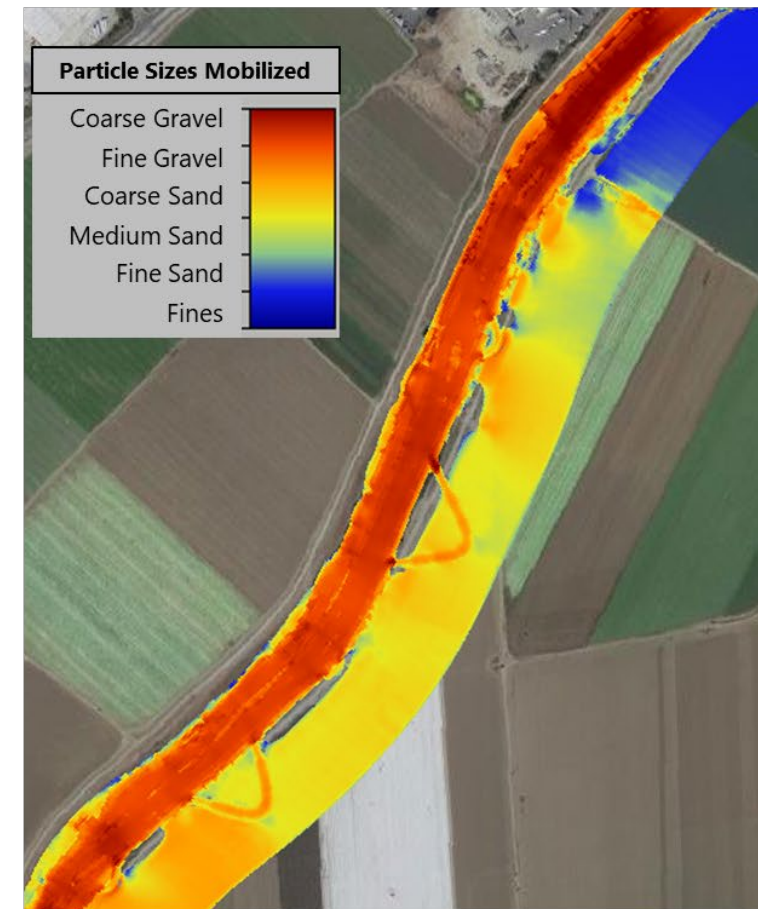 Particle Sizes Mobilized
Coarse Gravel
Fine Gravel
Coarse Sand
Medium Sand
Fine Sand
Fines